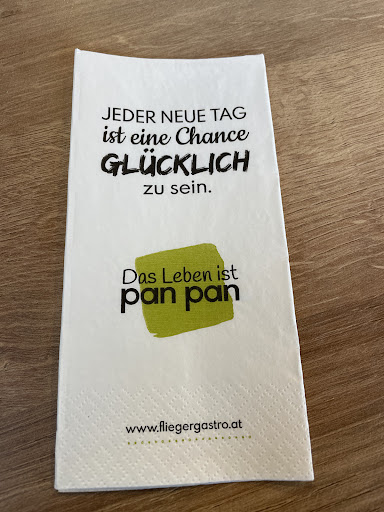 JEDER NEUE TAG
ist eine Chance
GLÜCKLICH
zu sein.
Das Leben ist
pan pan
www.fliegergastro.at